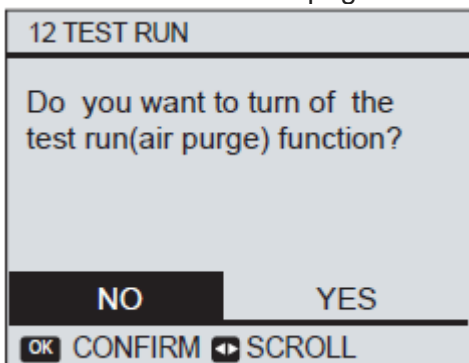 12 TEST RUN
Do you want to turn of the
test run(air purge) function?
NO YES
OK CONFIRM SCROLL